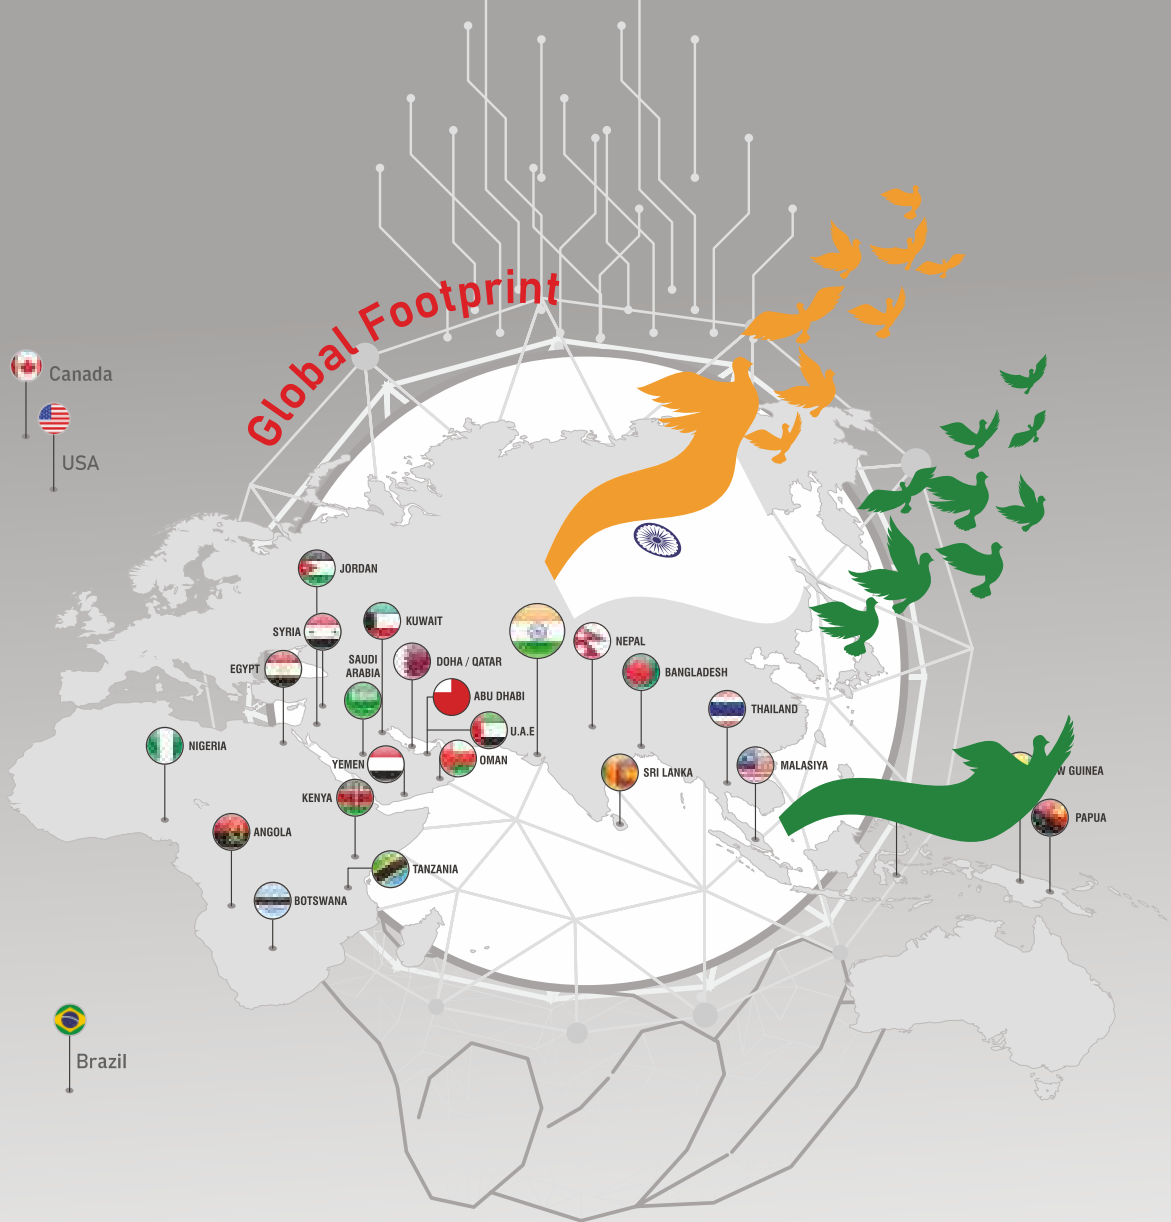 Global Footprint
Canada
USA
JORDAN
SYRIA
KUWAIT
EGYPT
SAUDI
ARABIA
DOHA / QATAR
NEPAL
BANGLADESH
ABU DHABI
THAILAND
U.A.E
NIGERIA
YEMEN
OMAN
SRI LANKA
MALASIYA
W GUINEA
KENYA
PAPUA
ANGOLA
TANZANIA
BOTSWANA
Brazil